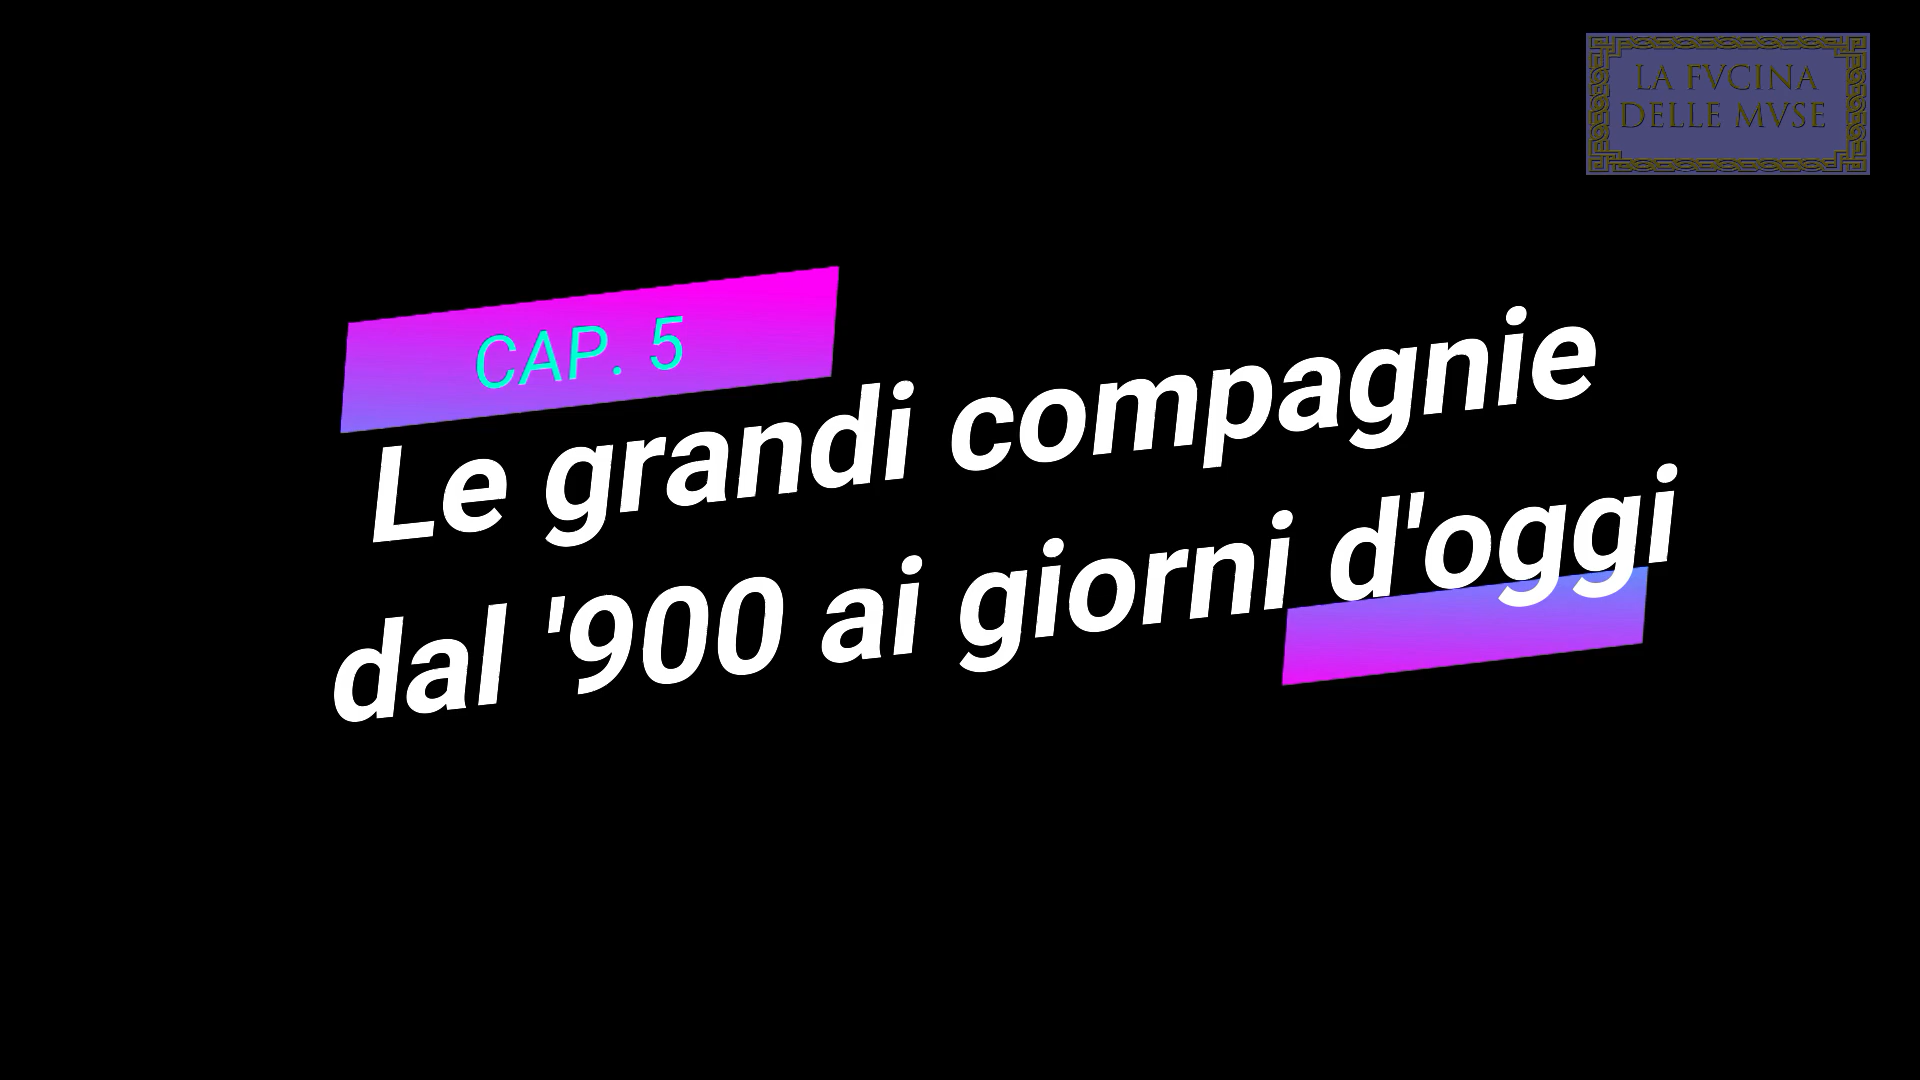 LA FVCINA
DELLE MVSE
CAP. 5
Le grandi compagnie
dal '900 ai giorni d'oggi